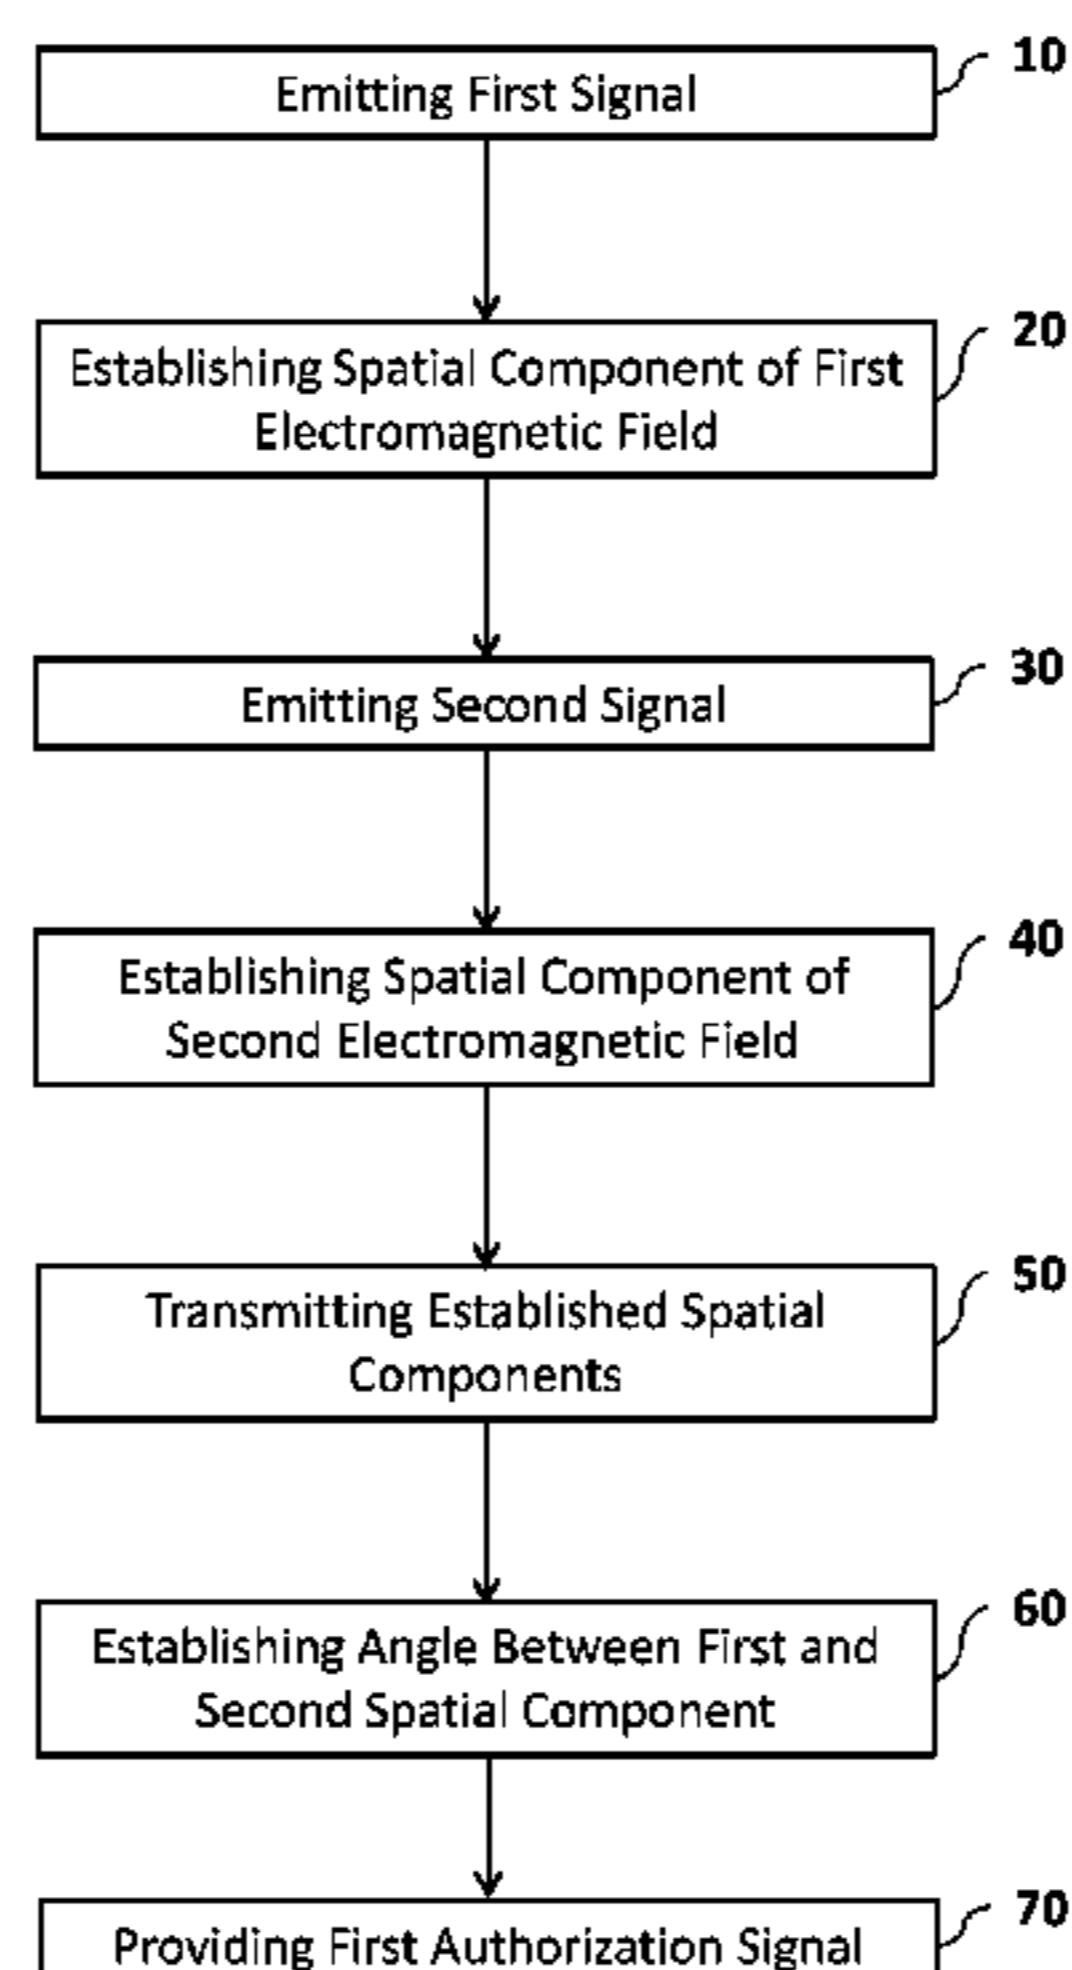 10
Emitting First Signal
20
Establishing Spatial Component of First
Electromagnetic Field
30
Emitting Second Signal
40
Establishing Spatial Component of
Second Electromagnetic Field
50
Transmitting Established Spatial
Components
60
Establishing Angle Between First and
Second Spatial Component
70
Providing First Authorization Signal